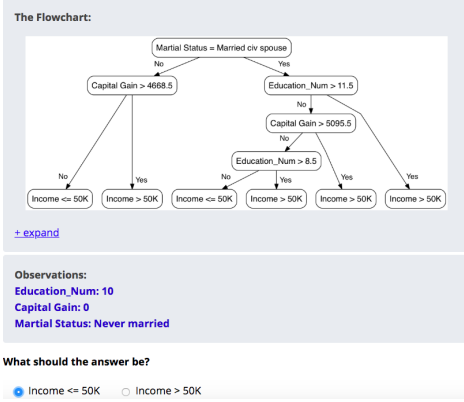 The Flowchart:
Martial Status = Married civ spouse
No Yes
Capital Gain > 4668.5 Education_Num > 11.5
No
Capital Gain > 5095.5
No
Education_Num > 8.5
No Yes No Yes Yes Yes
Income <= 50K Income > 50K Income <= 50K Income > 50K Income > 50K Income > 50K
+ expand
Observations:
Education_Num: 10
Capital Gain: 0
Martial Status: Never married
What should the answer be?
Income <= 50K Income > 50K